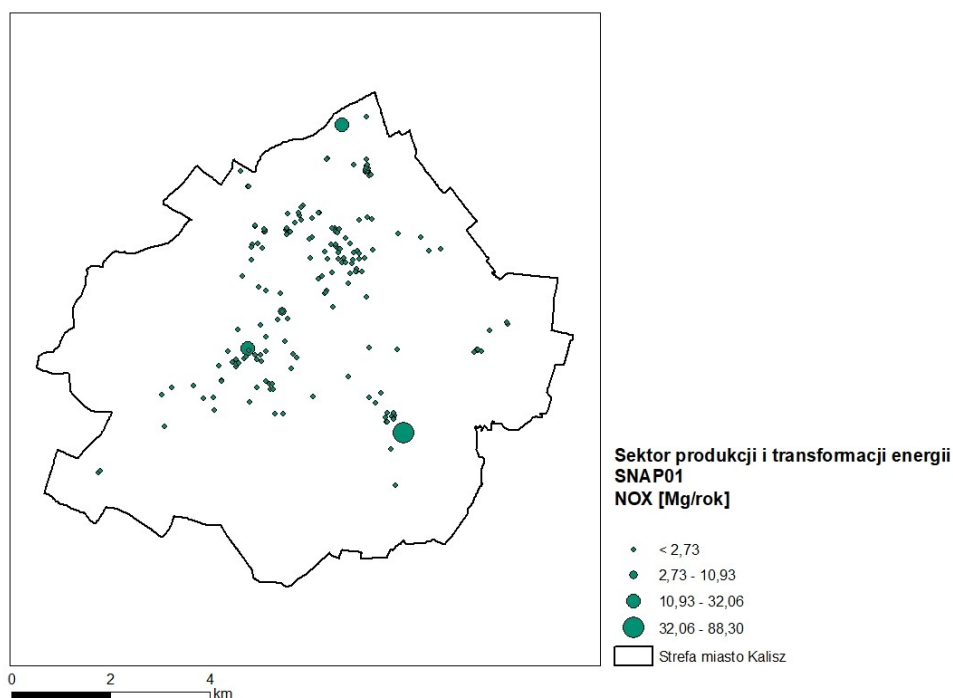 Sektor produkcji i transformacji energii
SNAP01
NOX [Mg/rok]
< 2,73
2,73 - 10,93
10,93 - 32,06
32,06 - 88,30
Strefa miasto Kalisz
0 2 4
km